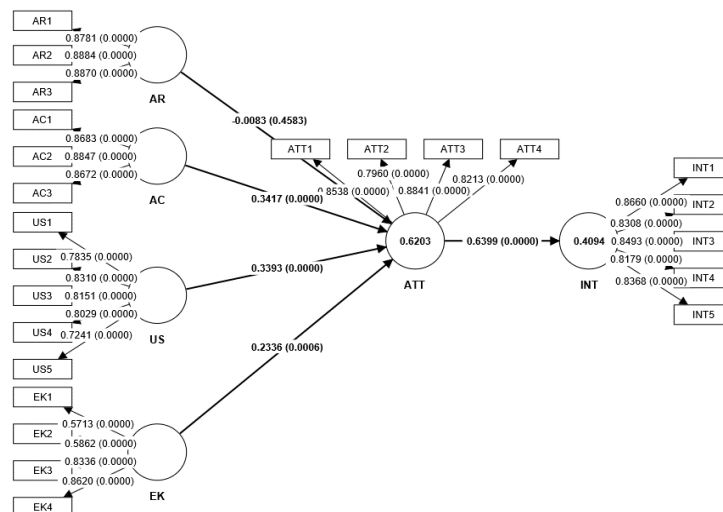 AR1
0.8781 (0.0000)
AR2
0.8884 (0.0000)
0.8870 (0.0000)
AR3
AR
AC1
0.8683 (0.0000)
AC2
0.8847 (0.0000)
0.8672 (0.0000)
AC3
AC
US1
0.7835 (0.0000)
US2
0.8310 (0.0000)
US3
0.8151 (0.0000)
0.8029 (0.0000)
US4
0.7241 (0.0000)
US5
US
EK1
0.5713 (0.0000)
EK2
0.5862 (0.0000)
0.8336 (0.0000)
EK3
0.8620 (0.0000)
EK4
EK
-0.0083 (0.4583)
0.3417 (0.0000)
0.3393 (0.0000)
0.2336 (0.0006)
ATT1
ATT2
ATT3
ATT4
0.7960 (0.0000)
0.8213 (0.0000)
0.8538 (0.0000)
0.8841 (0.0000)
0.6203
ATT
0.6399 (0.0000)
0.4094
INT
INT1
0.8660 (0.0000)
INT2
0.8308 (0.0000)
INT3
0.8493 (0.0000)
0.8179 (0.0000)
INT4
0.8368 (0.0000)
INT5